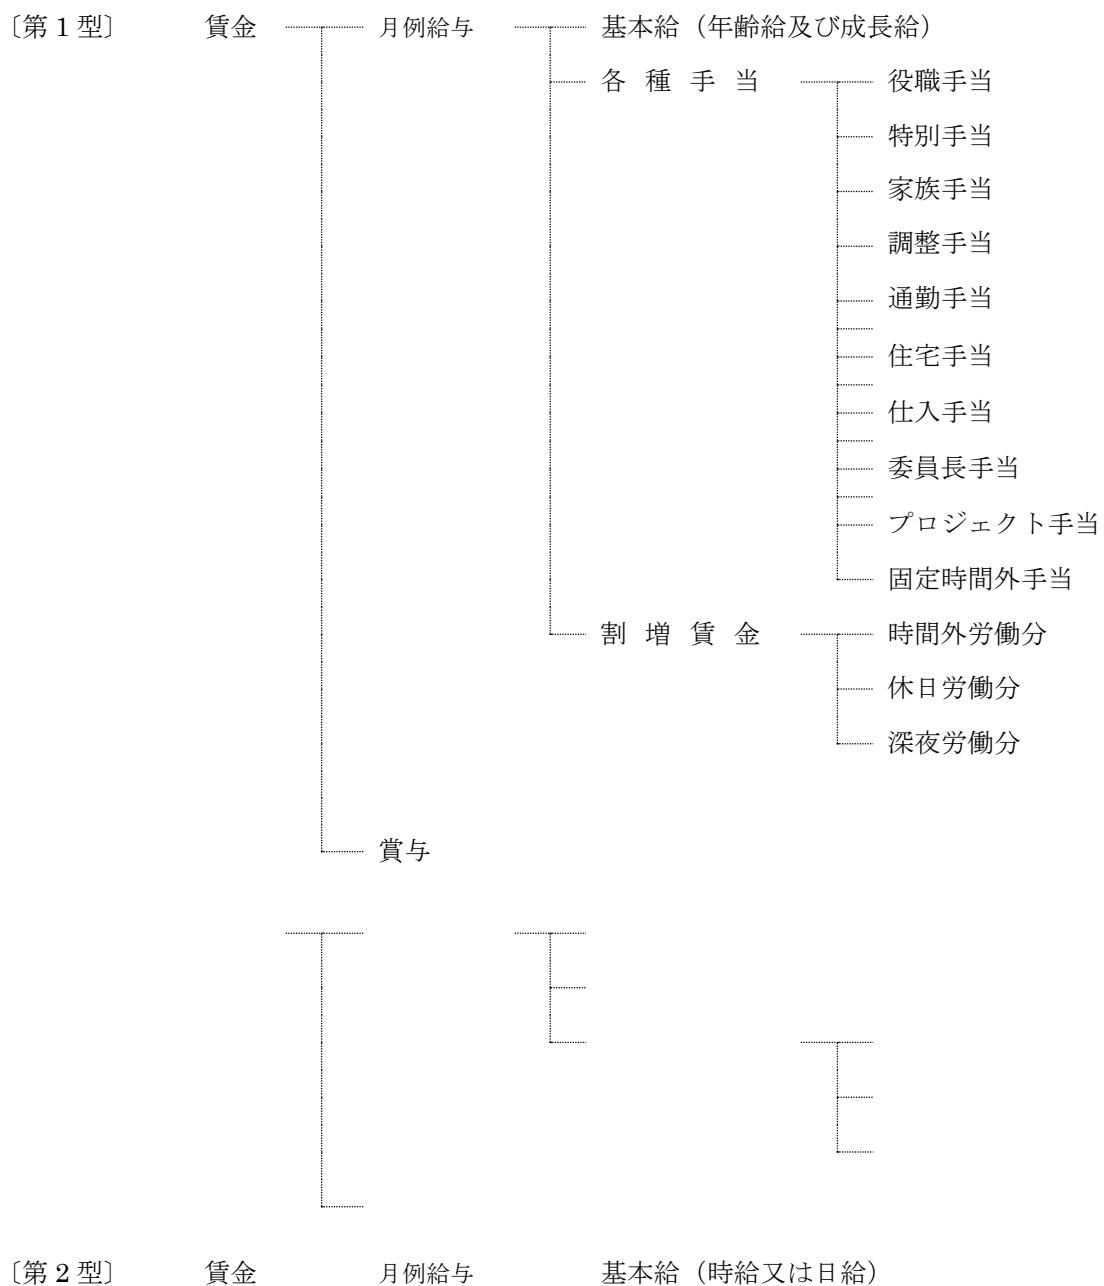 〔第 1 型〕 賃金 月例給与 基本給（年齢給及び成長給）
各 種 手 当 役職手当
特別手当
家族手当
調整手当
通勤手当
住宅手当
仕入手当
委員長手当
プロジェクト手当
固定時間外手当
割 増 賃 金 時間外労働分
休日労働分
深夜労働分
賞与
〔第 2 型〕 賃金 月例給与 基本給（時給又は日給）